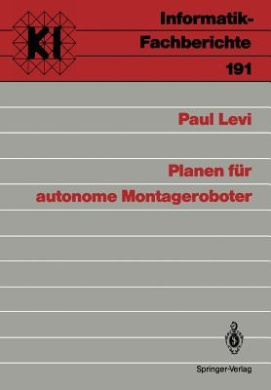 KI
Informatik-
Fachberichte
191
Paul Levi
Planen für
autonome Montageroboter
Springer-Verlag